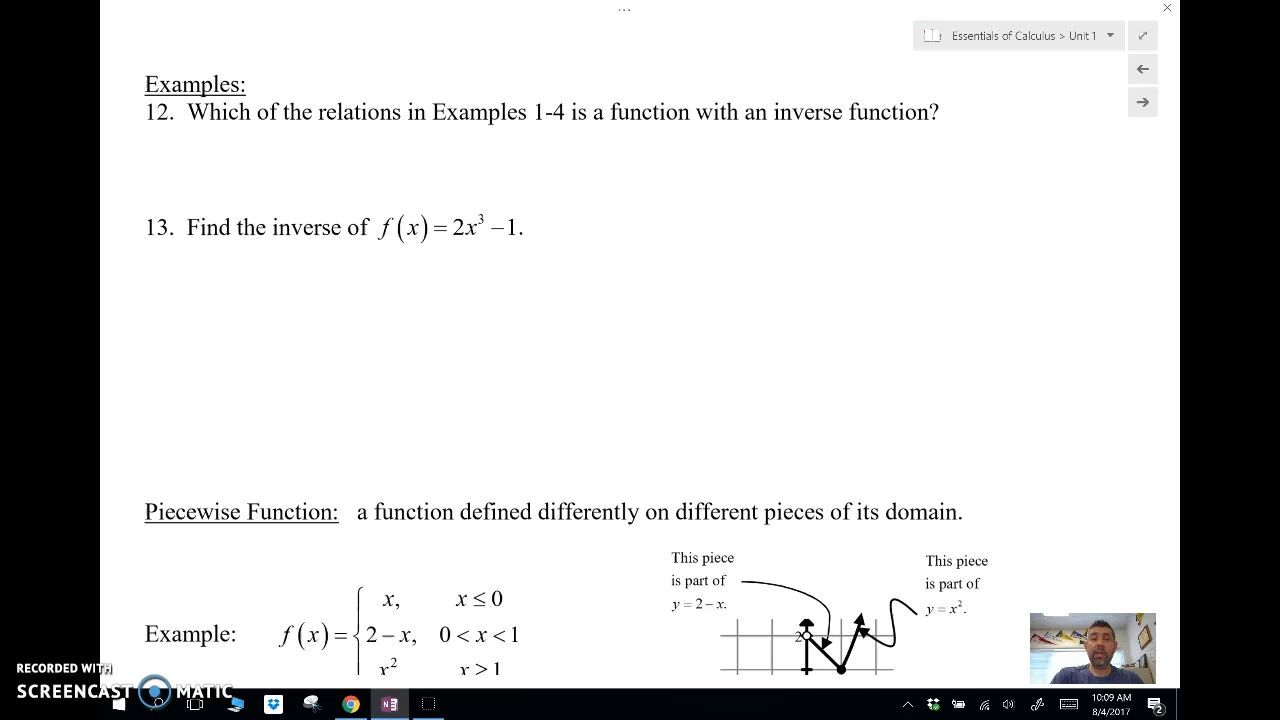 Essentials of Calculus > Unit 1
Examples:
12. Which of the relations in Examples 1-4 is a function with an inverse function?
13. Find the inverse of f(x) = 2x³ − 1.
Piecewise Function: a function defined differently on different pieces of its domain.
This piece
is part of
y = 2 − x.
This piece
is part of
y = x².
Example: f(x) = { x, x ≤ 0
2 − x, 0 < x < 1
x² x > 1
2
RECORDED WITH
SCREENCAST MATIC
10:09 AM
8/4/2017
2